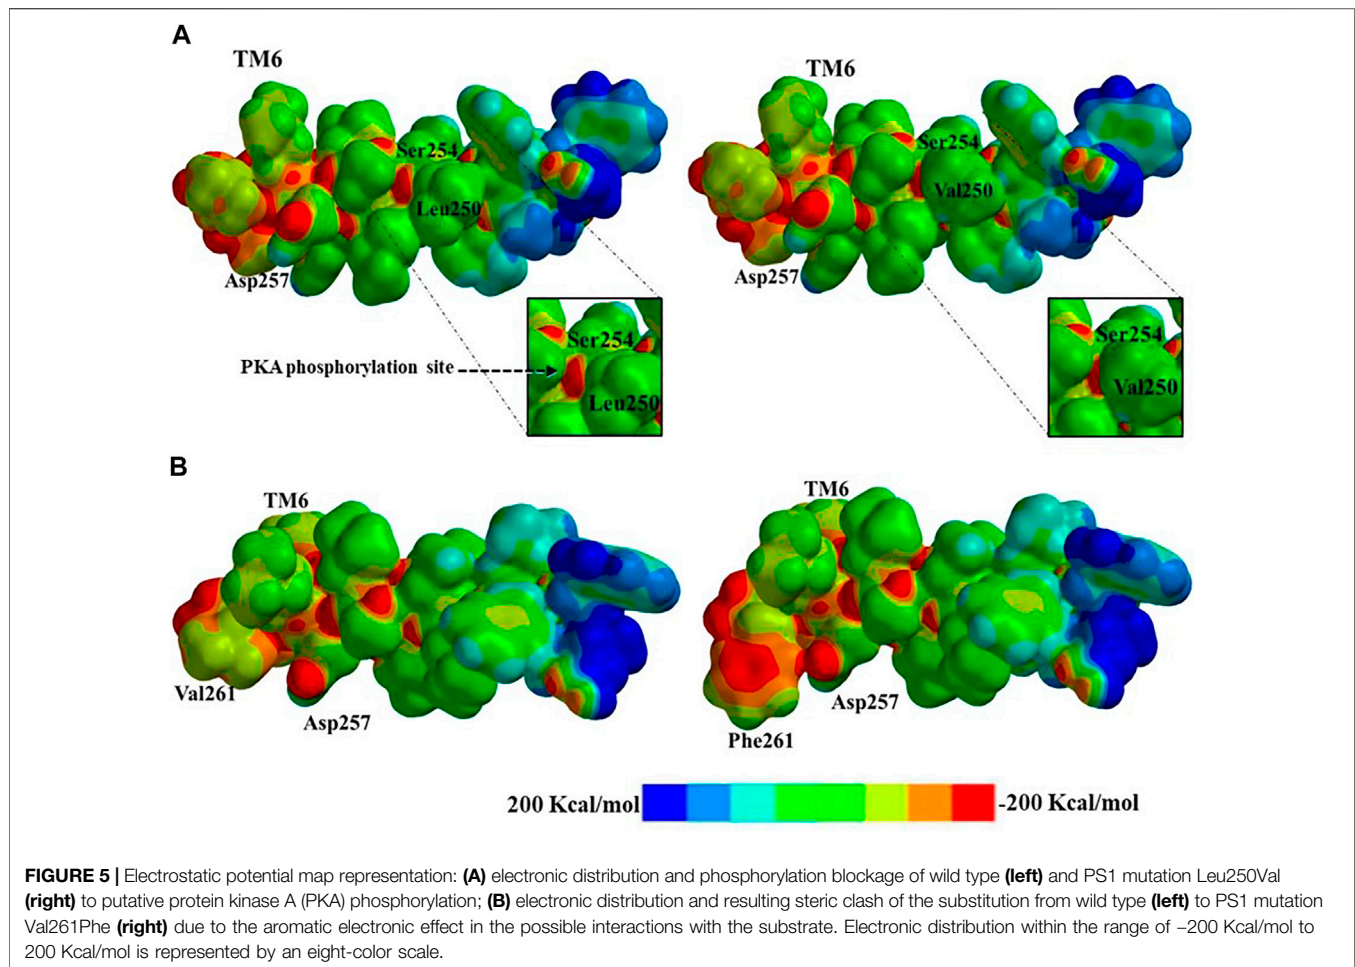 A
TM6
TM6
Ser254
Leu250
Ser254
Val250
Asp257
Asp257
Ser254
Leu250
PKA phosphorylation site
Ser254
Val250
B
TM6
TM6
Val261
Asp257
Phe261
Asp257
200 Kcal/mol
-200 Kcal/mol
FIGURE 5 | Electrostatic potential map representation: (A) electronic distribution and phosphorylation blockage of wild type (left) and PS1 mutation Leu250Val
(right) to putative protein kinase A (PKA) phosphorylation; (B) electronic distribution and resulting steric clash of the substitution from wild type (left) to PS1 mutation
Val261Phe (right) due to the aromatic electronic effect in the possible interactions with the substrate. Electronic distribution within the range of −200 Kcal/mol to
200 Kcal/mol is represented by an eight-color scale.